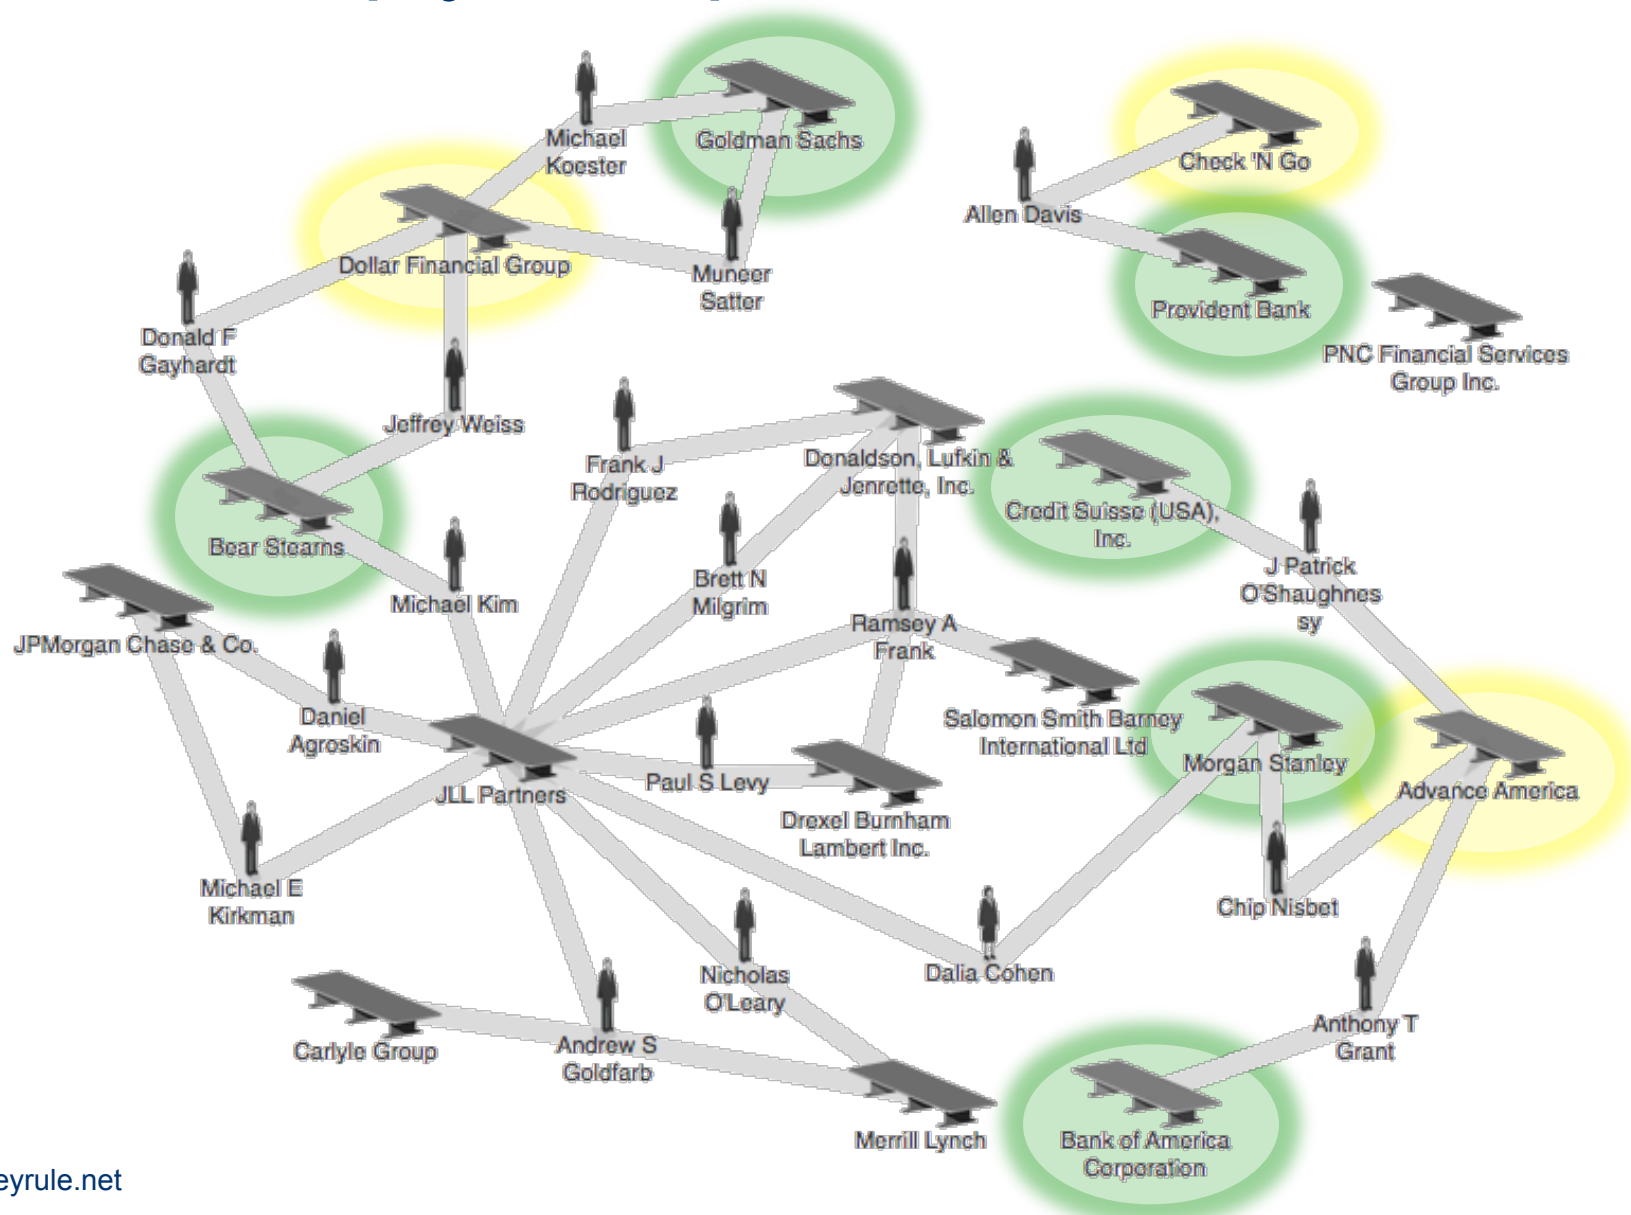 Michael
Koester
Goldman Sachs
Check 'N Go
Allen Davis
Dollar Financial Group
Muneer
Satter
Provident Bank
Donald F
Gayhardt
PNC Financial Services
Group Inc.
Jeffrey Weiss
Frank J
Rodriguez
Donaldson, Lufkin &
Jenrette, Inc.
Credit Suisse (USA),
Inc.
Bear Stearns
J Patrick
O'Shaughnes
sy
Michael Kim
Brett N
Milgrim
Ramsey A
Frank
JPMorgan Chase & Co.
Daniel
Agroskin
Salomon Smith Barney
International Ltd
Morgan Stanley
Advance America
JLL Partners
Paul S Levy
Drexel Burnham
Lambert Inc.
Michael E
Kirkman
Chip Nisbet
Nicholas
O'Leary
Dalia Cohen
Carlyle Group
Andrew S
Goldfarb
Anthony T
Grant
Merrill Lynch
Bank of America
Corporation
eyrule.net